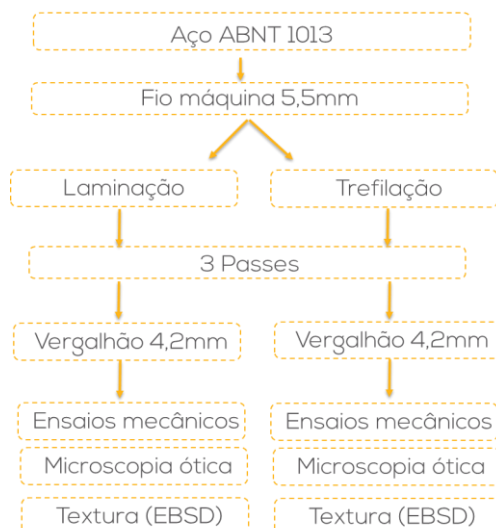 Aço ABNT 1013
Fio máquina 5,5mm
Laminação
Trefilação
3 Passes
Vergalhão 4,2mm
Vergalhão 4,2mm
Ensaios mecânicos
Ensaios mecânicos
Microscopia ótica
Microscopia ótica
Textura (EBSD)
Textura (EBSD)